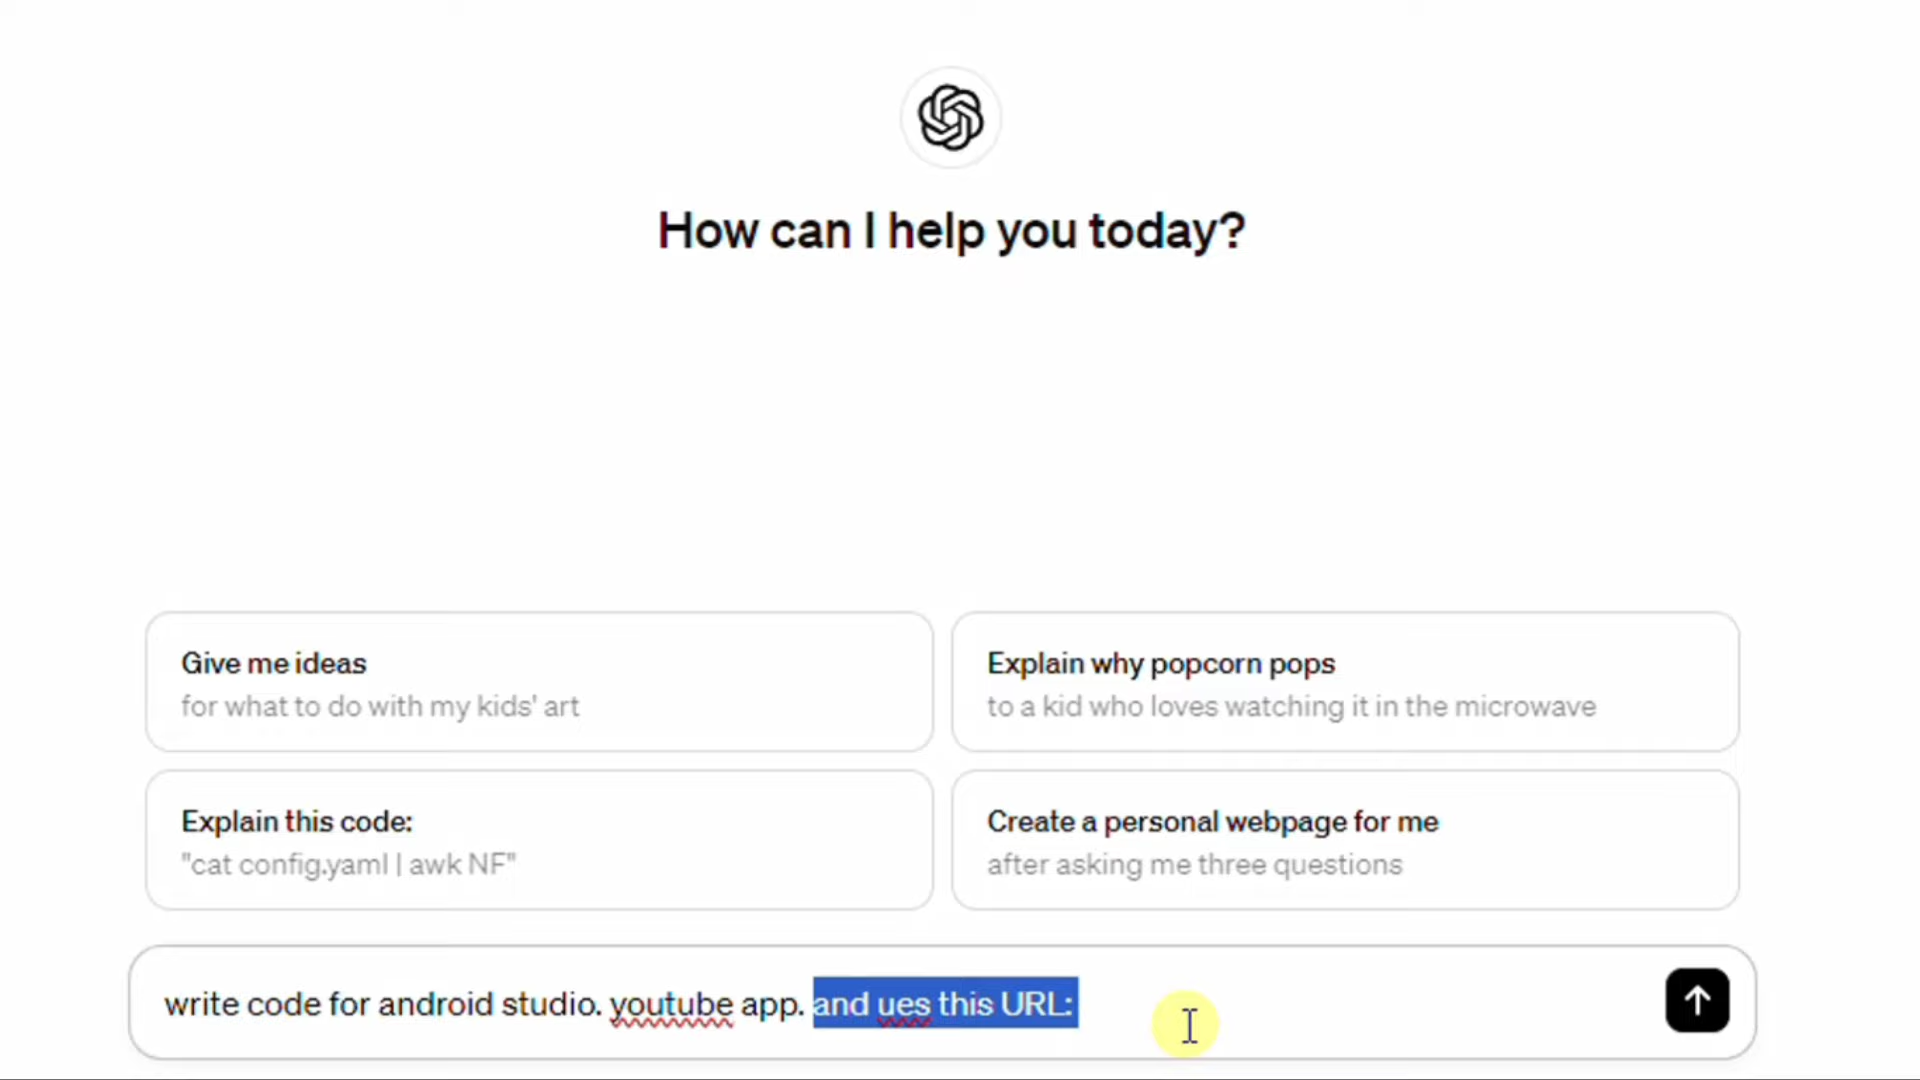 How can I help you today?
Give me ideas
for what to do with my kids' art
Explain why popcorn pops
to a kid who loves watching it in the microwave
Explain this code:
"cat config.yaml | awk NF"
Create a personal webpage for me
after asking me three questions
write code for android studio. youtube app. and ues this URL: